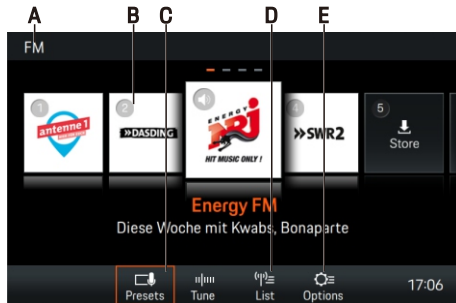 A B C D E
FM
1 2 4 5
antenne 1
»DASDING
ENERGY
NRJ
HIT MUSIC ONLY !
»SWR2
Store
Energy FM
Diese Woche mit Kwabs, Bonaparte
Presets Tune List Options 17:06